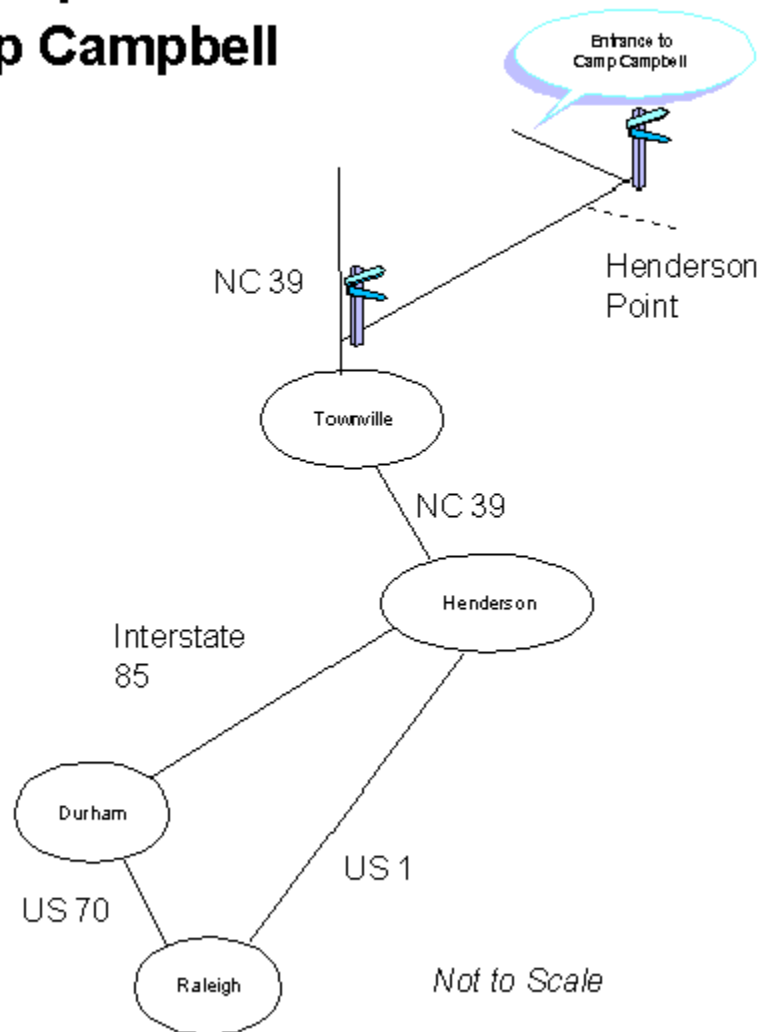 p Campbell
Entrance to
Camp Campbell
NC 39
Henderson
Point
Townville
NC 39
Henderson
Interstate
85
Durham
US 1
US 70
Raleigh
Not to Scale